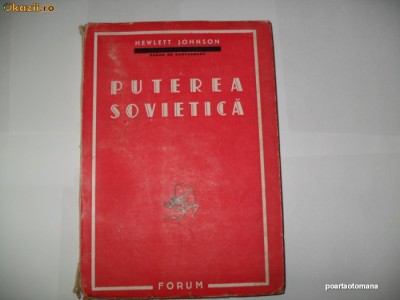 Okazii.ro
HEWLETT JOHNSON
PUTEREA
SOVIETICĂ
FORUM
poartaotomana